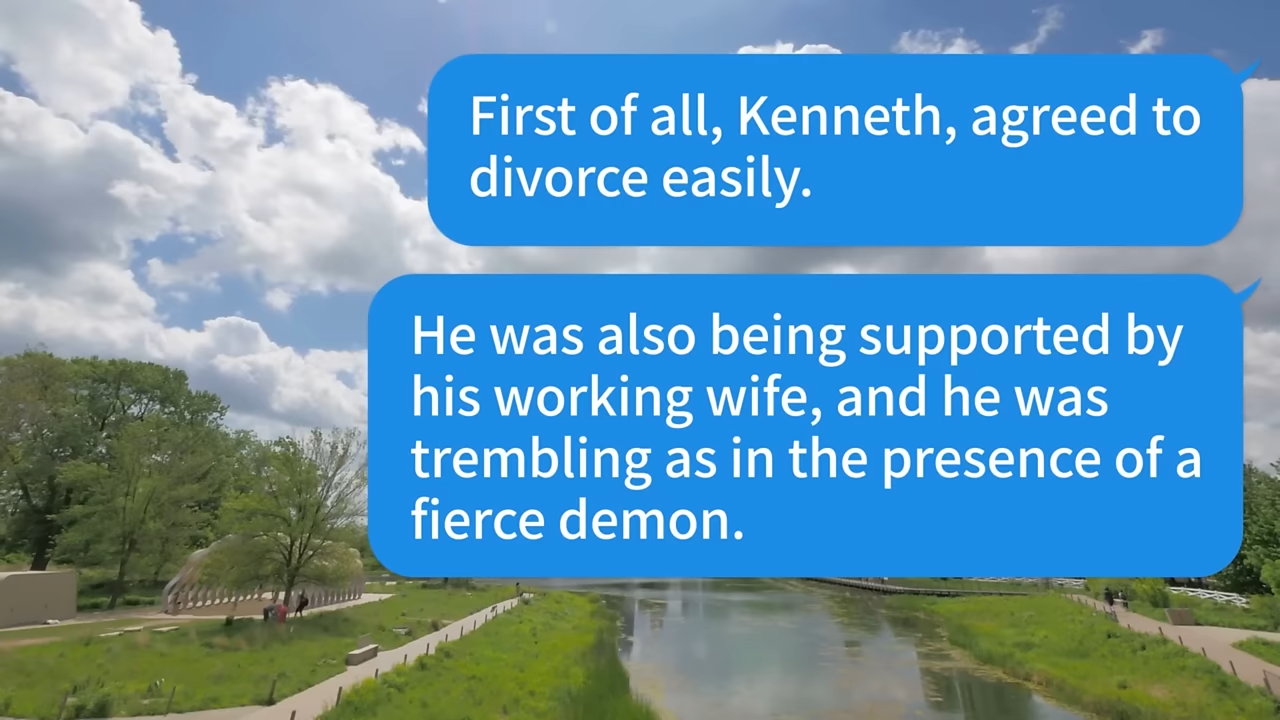 First of all, Kenneth, agreed to
divorce easily.
He was also being supported by
his working wife, and he was
trembling as in the presence of a
fierce demon.